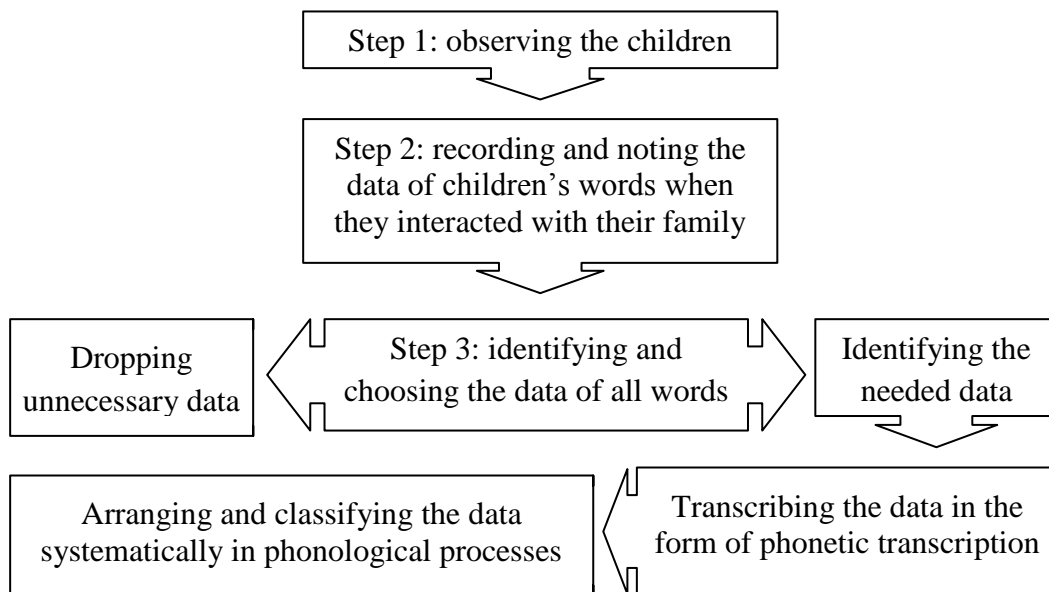 Step 1: observing the children
Step 2: recording and noting the
data of children’s words when
they interacted with their family
Step 3: identifying and
choosing the data of all words
Dropping
unnecessary data
Identifying the
needed data
Transcribing the data in the
form of phonetic transcription
Arranging and classifying the data
systematically in phonological processes